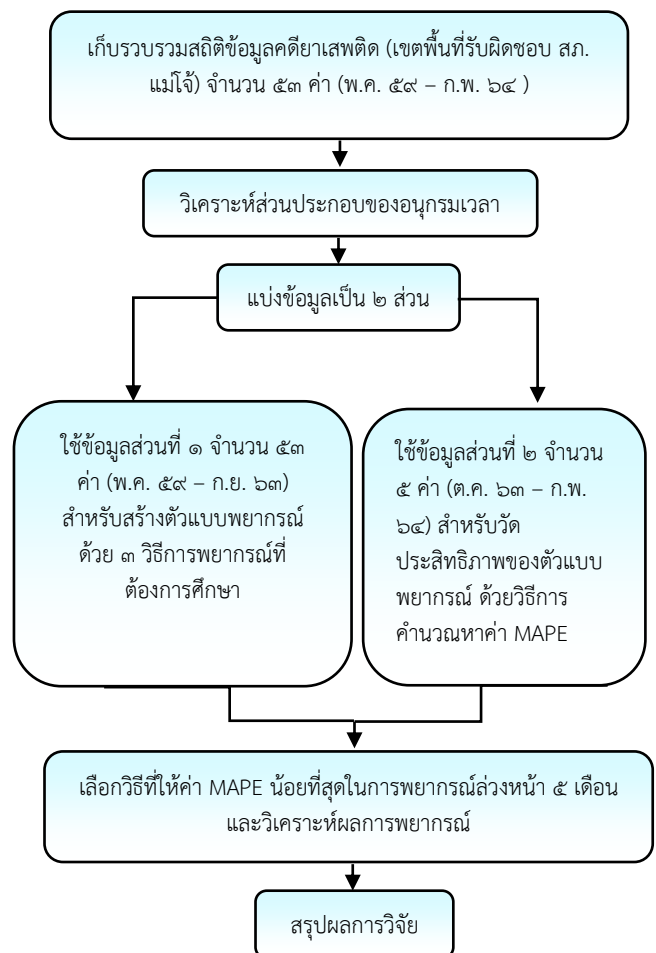 เก็บรวบรวมสถิติข้อมูลคดียาเสพติด (เขตพื้นที่รับผิดชอบ สภ.
แม่โจ้) จำนวน ๕๓ ค่า (พ.ค. ๕๙ – ก.พ. ๖๔ )
วิเคราะห์ส่วนประกอบของอนุกรมเวลา
แบ่งข้อมูลเป็น ๒ ส่วน
ใช้ข้อมูลส่วนที่ ๑ จำนวน ๕๓
ค่า (พ.ค. ๕๙ – ก.ย. ๖๓)
สำหรับสร้างตัวแบบพยากรณ์
ด้วย ๓ วิธีการพยากรณ์ที่
ต้องการศึกษา
ใช้ข้อมูลส่วนที่ ๒ จำนวน
๕ ค่า (ต.ค. ๖๓ – ก.พ.
๖๔) สำหรับวัด
ประสิทธิภาพของตัวแบบ
พยากรณ์ ด้วยวิธีการ
คำนวณหาค่า MAPE
เลือกวิธีที่ให้ค่า MAPE น้อยที่สุดในการพยากรณ์ล่วงหน้า ๕ เดือน
และวิเคราะห์ผลการพยากรณ์
สรุปผลการวิจัย